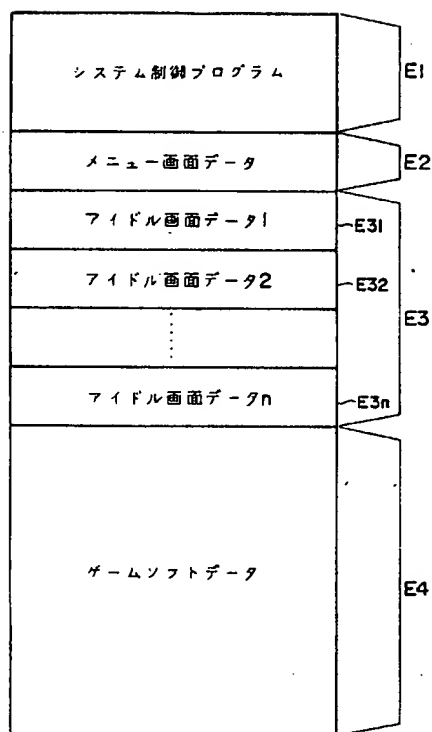 システム制御プログラム
E1
メニュー画面データ
E2
アイドル画面データ1
E31
アイドル画面データ2
E32
E3
アイドル画面データn
E3n
ゲームソフトデータ
E4